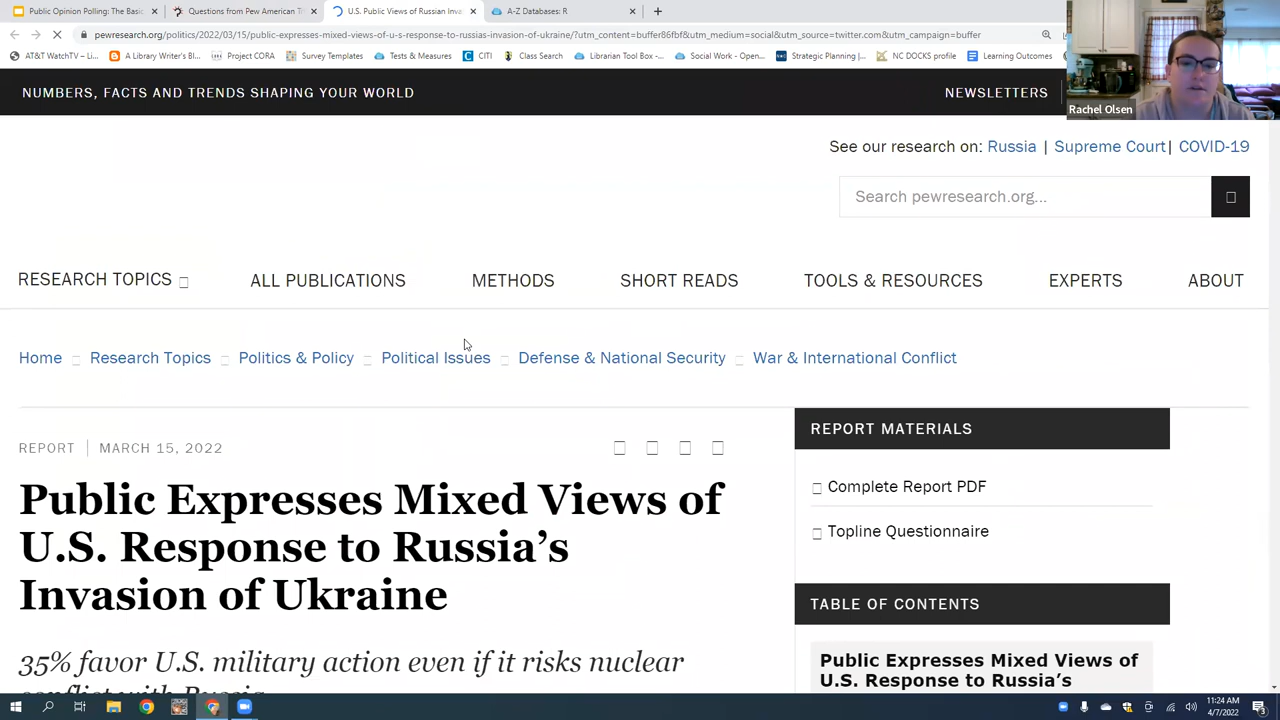 Public Opinion Polling: The Basic
Questions from Pew American T
U.S. Public Views of Russian Inva
A-Z Databases: R
pewresearch.org/politics/2022/03/15/public-expresses-mixed-views-of-u-s-response-to-russias-invasion-of-ukraine/?utm_content=buffer86fbf&utm_medium=social&utm_source=twitter.com&utm_campaign=buffer
AT&T WatchTV – Li... A Library Writer's Bl... Project CORA Survey Templates Tests & Measures CITI Class Search Librarian Tool Box -... Social Work - Open... Strategic Planning |... NC DOCKS profile Learning Outcomes
Rachel Olsen
NUMBERS, FACTS AND TRENDS SHAPING YOUR WORLD
NEWSLETTERS
See our research on: Russia | Supreme Court| COVID-19
Search pewresearch.org...
RESEARCH TOPICS ALL PUBLICATIONS METHODS SHORT READS TOOLS & RESOURCES EXPERTS ABOUT
Home Research Topics Politics & Policy Political Issues Defense & National Security War & International Conflict
REPORT | MARCH 15, 2022
Public Expresses Mixed Views of
U.S. Response to Russia's
Invasion of Ukraine
35% favor U.S. military action even if it risks nuclear
conflict with Russia
REPORT MATERIALS
Complete Report PDF
Topline Questionnaire
TABLE OF CONTENTS
Public Expresses Mixed Views of
U.S. Response to Russia's
11:24 AM
4/7/2022
3